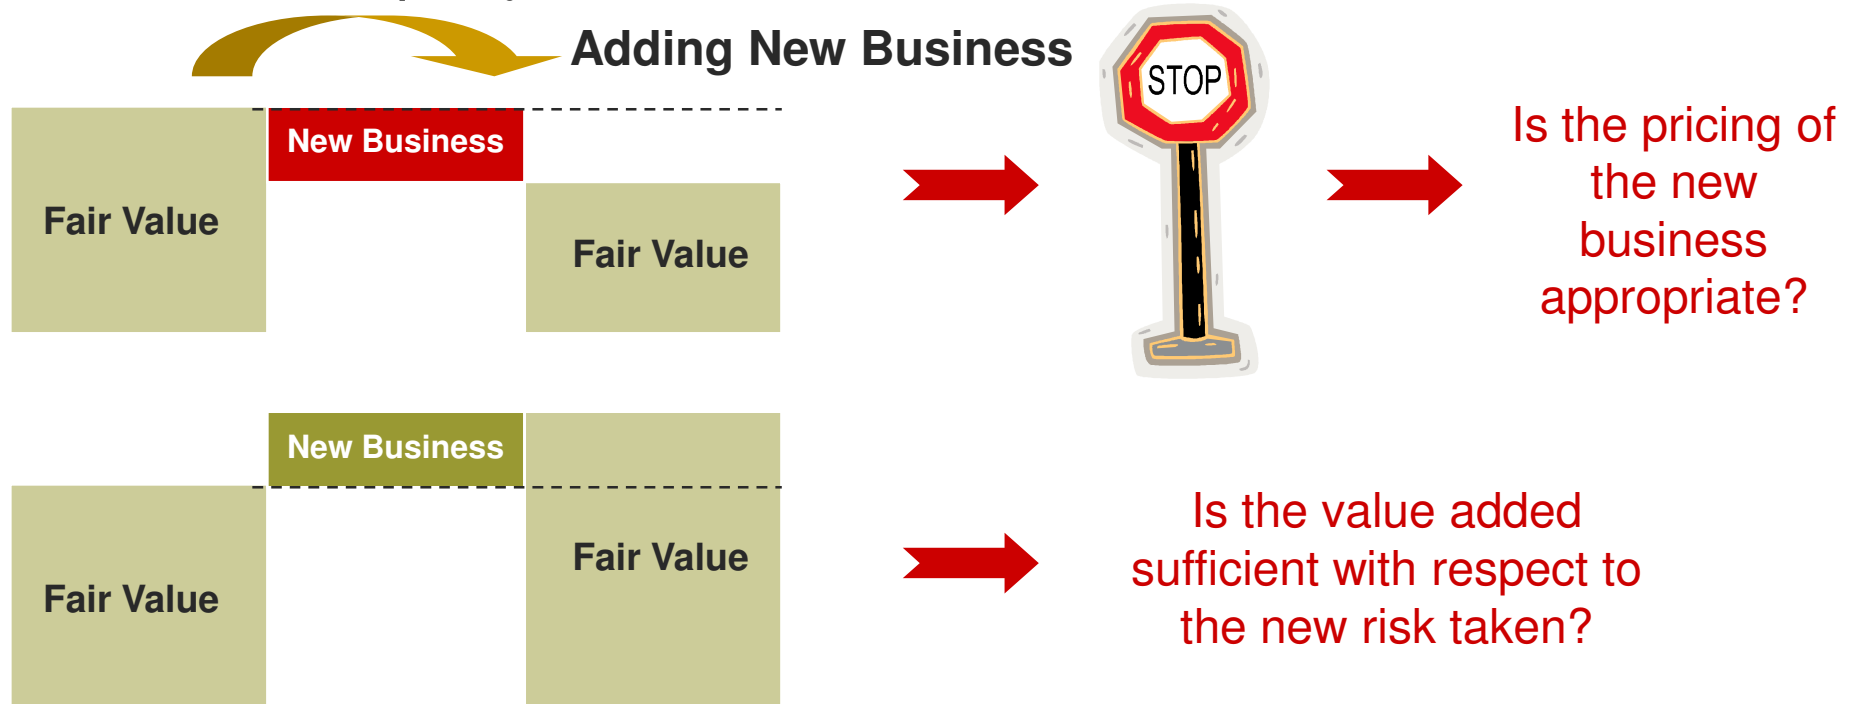 Adding New Business
New Business
Fair Value
Fair Value
STOP
Is the pricing of
the new
business
appropriate?
New Business
Fair Value
Fair Value
Is the value added
sufficient with respect to
the new risk taken?